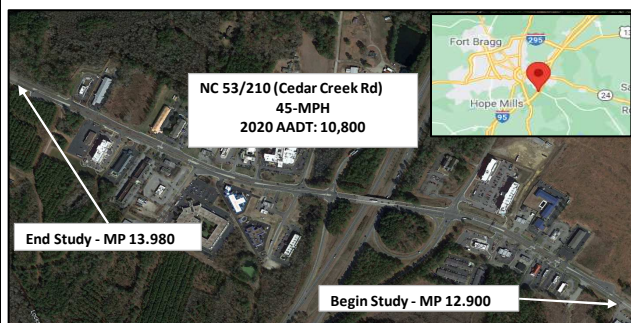 NC 53/210 (Cedar Creek Rd)
45-MPH
2020 AADT: 10,800
Fort Bragg
295
13
Hope Mills
24
95
End Study - MP 13.980
Begin Study - MP 12.900